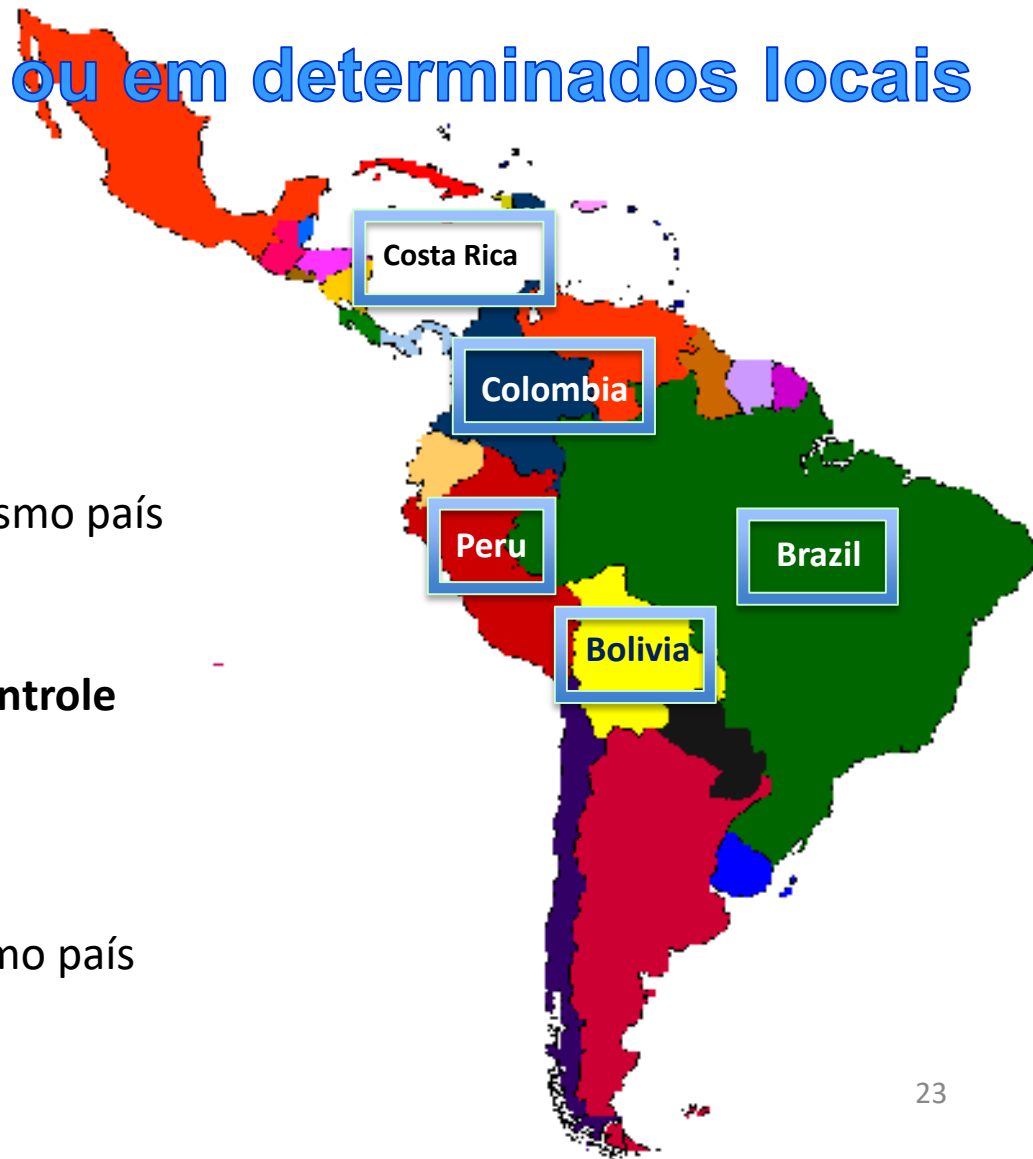 ou em determinados locais
Costa Rica
Colombia
smo país
Peru
Brazil
Bolivia
ntrole
mo país
23